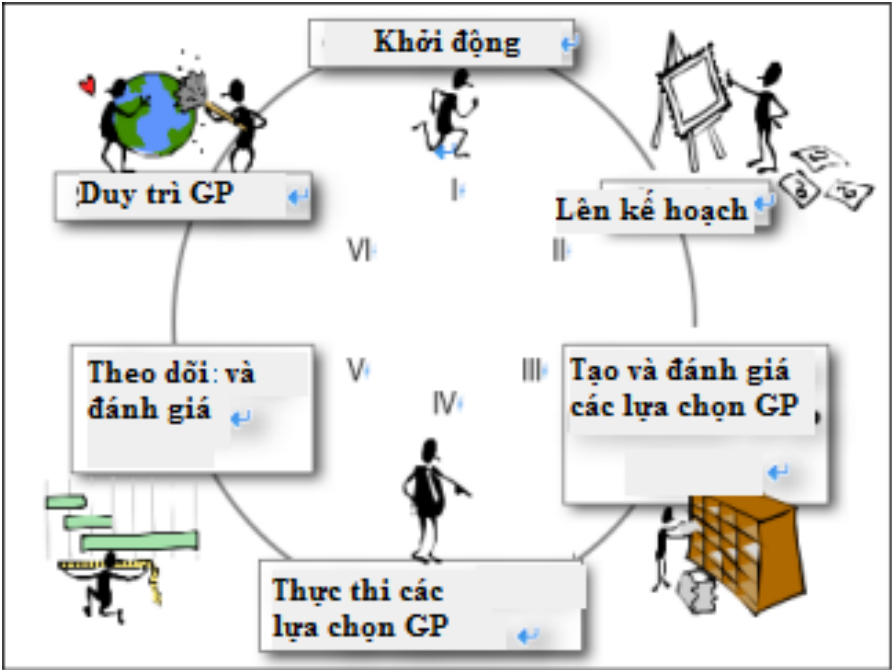 Khởi động
Duy trì GP
Lên kế hoạch
I
VI
II
Theo dõi: và
đánh giá
V
III
Tạo và đánh giá
các lựa chọn GP
IV
Thực thi các
lựa chọn GP